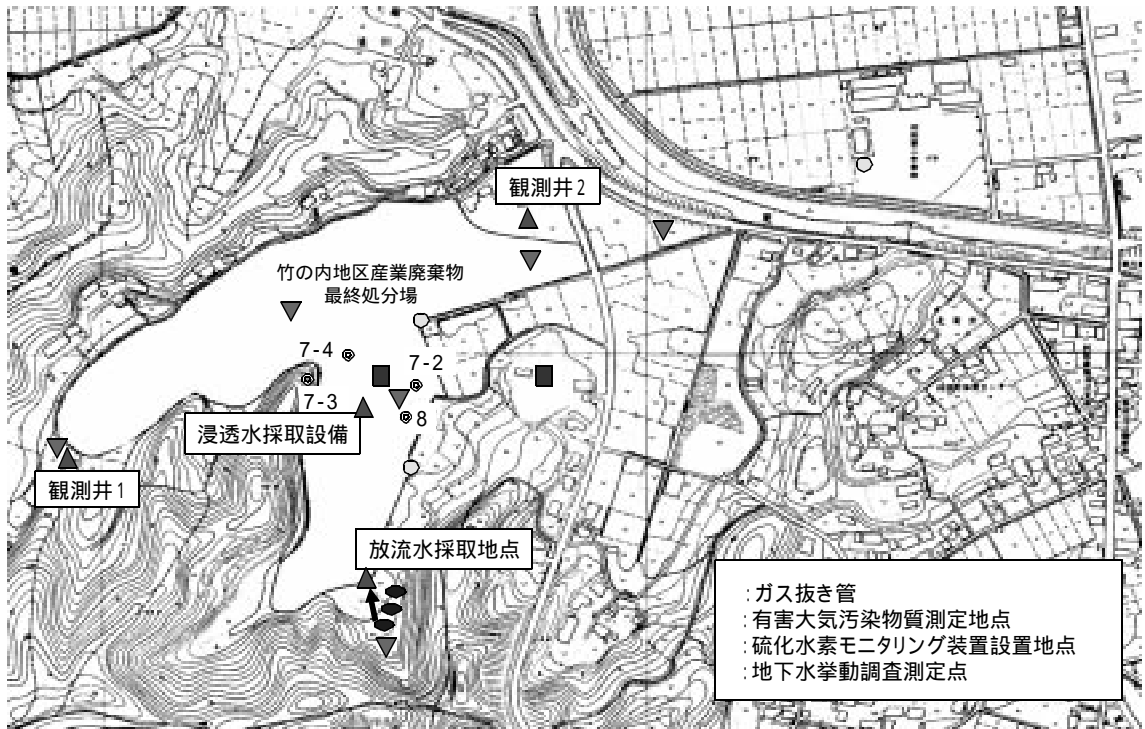 観測井2
竹の内地区産業廃棄物
最終処分場
7-4
7-2
7-3
8
浸透水採取設備
観測井1
放流水採取地点
:ガス抜き管
:有害大気汚染物質測定地点
:硫化水素モニタリング装置設置地点
:地下水挙動調査測定点